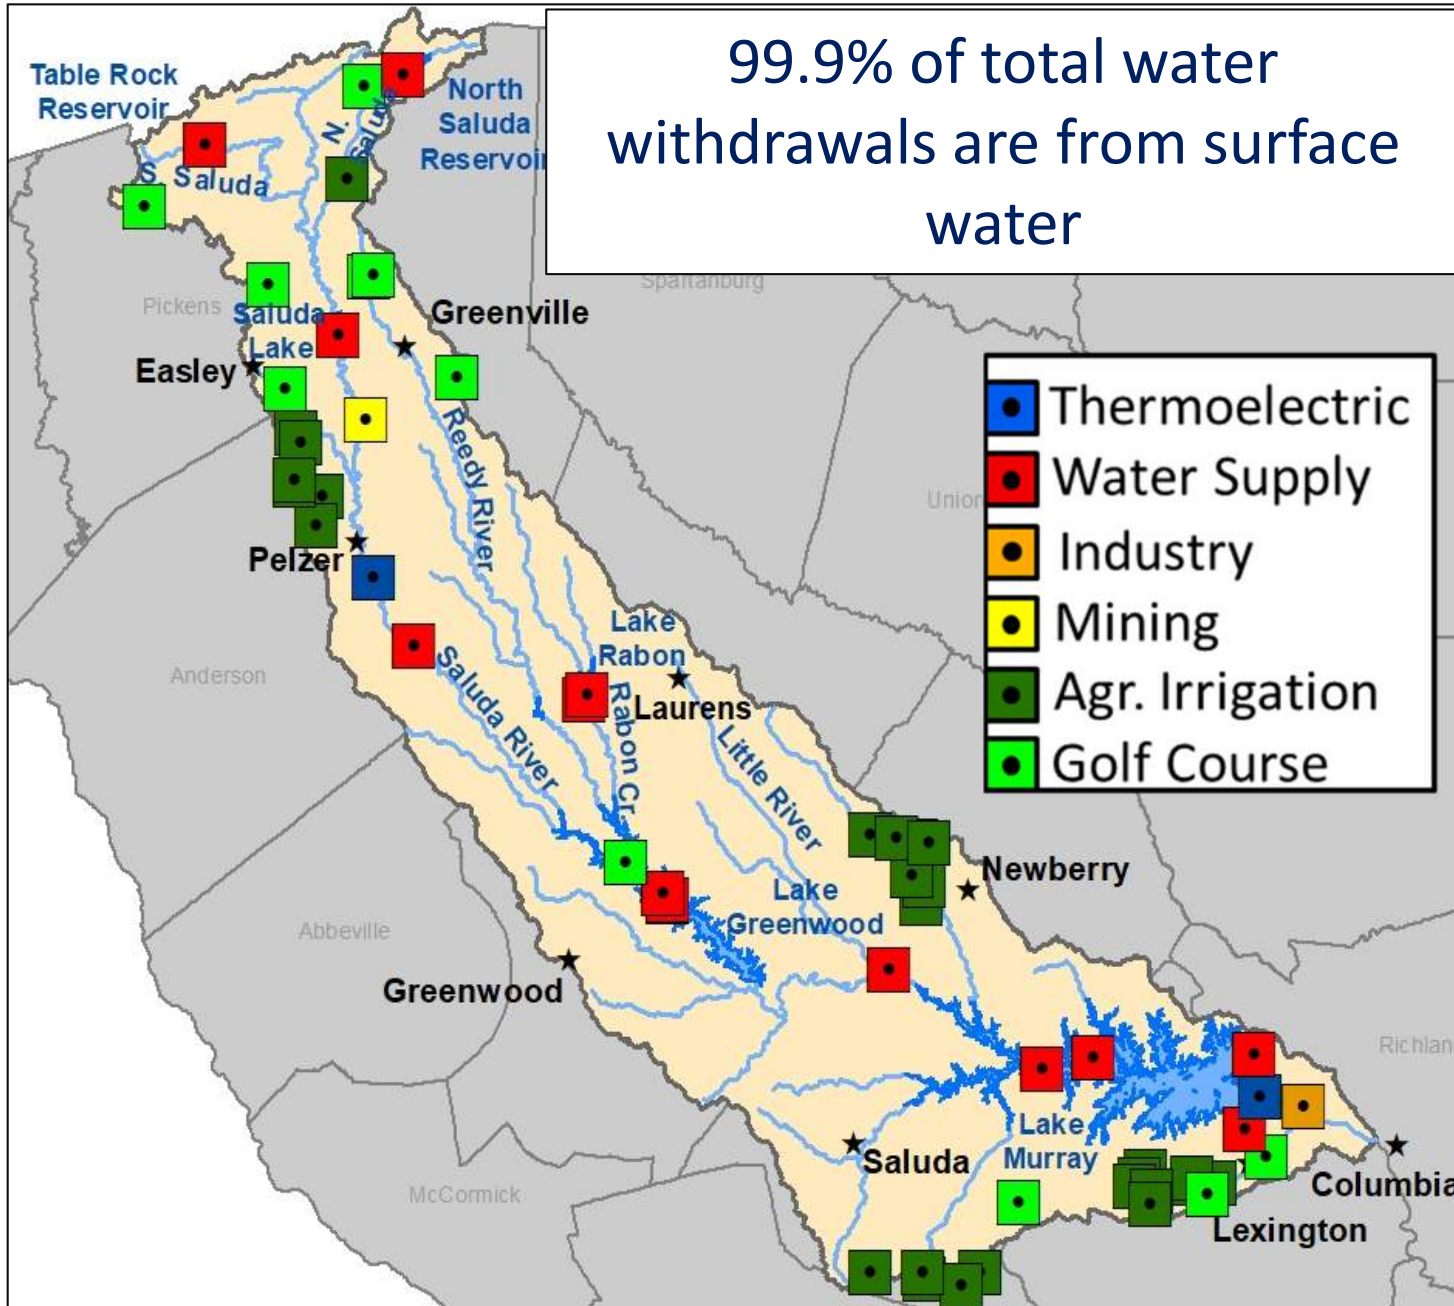 99.9% of total water
withdrawals are from surface
water
Table Rock
Reservoir
North
Saluda
Reservoir
N.
Saluda
S. Saluda
Spartanburg
Pickens
Saluda
Lake
Greenville
Easley
Reedy River
Union
Thermoelectric
Water Supply
Industry
Mining
Agr. Irrigation
Golf Course
Pelzer
Anderson
Saluda River
Lake
Rabon
Rabon Cr
Laurens
Little River
Newberry
Lake
Greenwood
Abbeville
Greenwood
Richlan
Lake
Murray
Saluda
McCormick
Columbia
Lexington